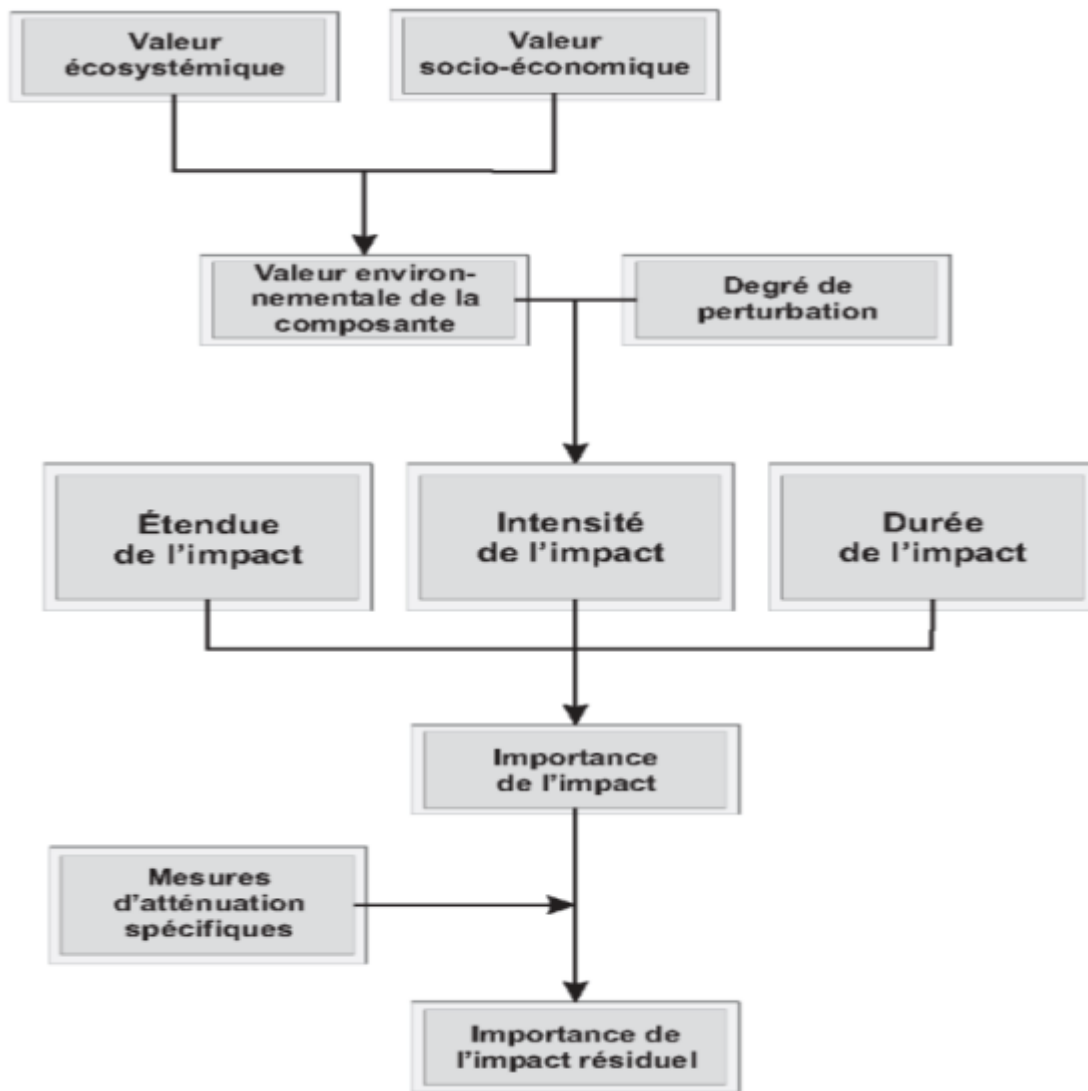 Valeur
écosystémique
Valeur
socio-économique
Valeur environ-
nementale de la
composante
Degré de
perturbation
Étendue
de l'impact
Intensité
de l'impact
Durée
de l'impact
Importance
de l'impact
Mesures
d'atténuation
spécifiques
Importance de
l'impact résiduel